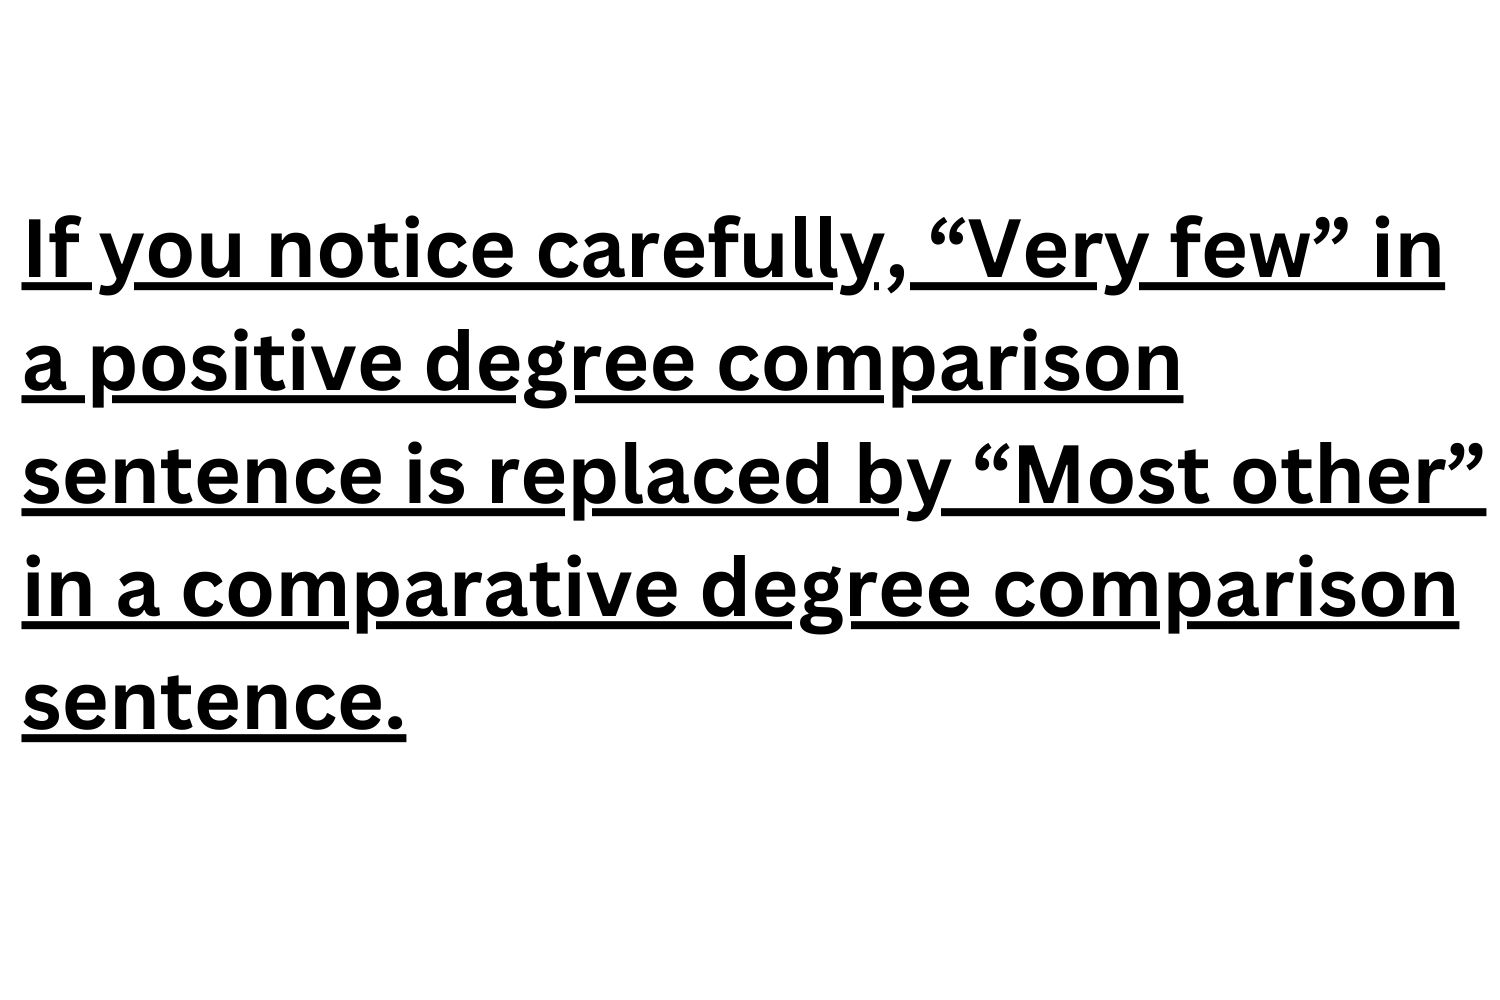 If you notice carefully, “Very few” in
a positive degree comparison
sentence is replaced by “Most other”
in a comparative degree comparison
sentence.